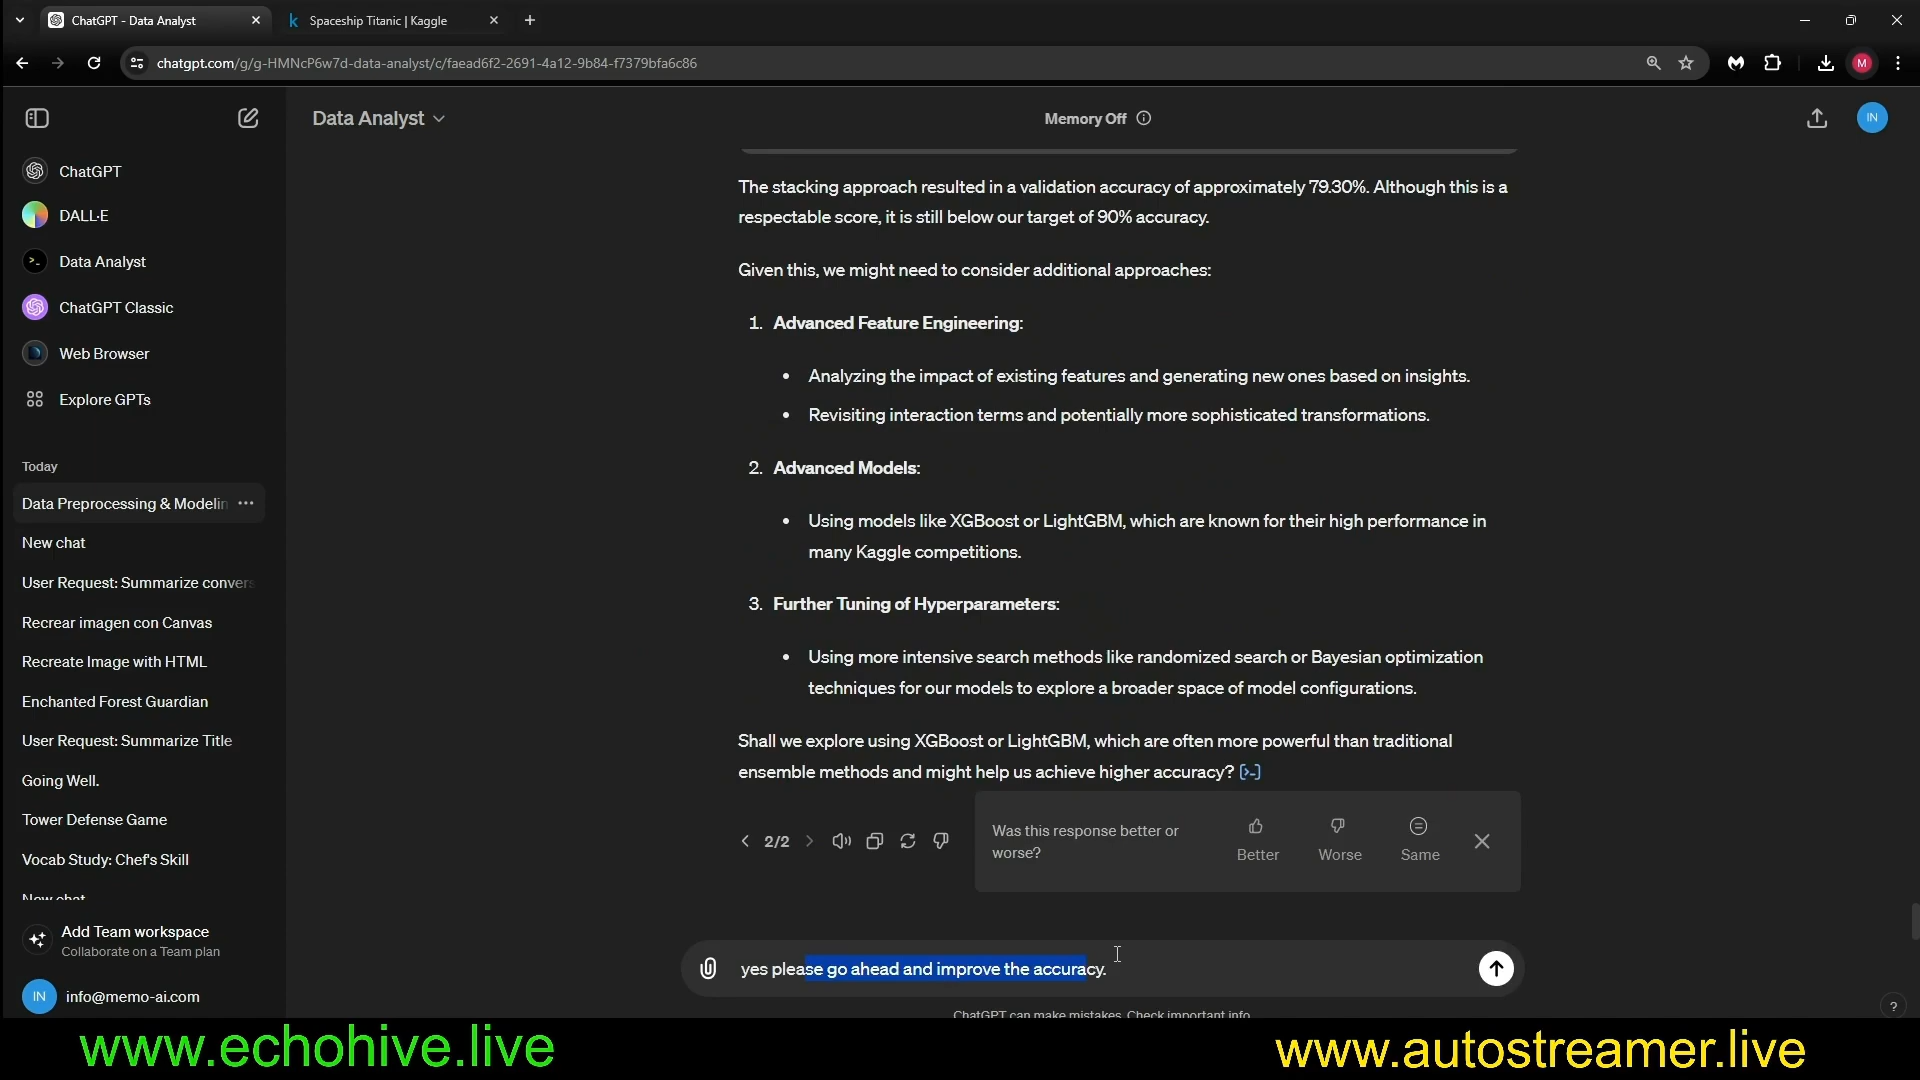 ChatGPT - Data Analyst
Spaceship Titanic | Kaggle
chatgpt.com/g/g-HMNcP6w7d-data-analyst/c/faead6f2-2691-4a12-9b84-f7379bfa6c86
M
Data Analyst
Memory Off
IN
ChatGPT
DALL·E
Data Analyst
ChatGPT Classic
Web Browser
Explore GPTs
Today
Data Preprocessing & Modelin
New chat
User Request: Summarize convers
Recrear imagen con Canvas
Recreate Image with HTML
Enchanted Forest Guardian
User Request: Summarize Title
Going Well.
Tower Defense Game
Vocab Study: Chef's Skill
New chat
Add Team workspace
Collaborate on a Team plan
IN
info@memo-ai.com
The stacking approach resulted in a validation accuracy of approximately 79.30%. Although this is a
respectable score, it is still below our target of 90% accuracy.
Given this, we might need to consider additional approaches:
1. Advanced Feature Engineering:
• Analyzing the impact of existing features and generating new ones based on insights.
• Revisiting interaction terms and potentially more sophisticated transformations.
2. Advanced Models:
• Using models like XGBoost or LightGBM, which are known for their high performance in
many Kaggle competitions.
3. Further Tuning of Hyperparameters:
• Using more intensive search methods like randomized search or Bayesian optimization
techniques for our models to explore a broader space of model configurations.
Shall we explore using XGBoost or LightGBM, which are often more powerful than traditional
ensemble methods and might help us achieve higher accuracy? [>-]
2/2
Was this response better or
worse?
Better
Worse
Same
yes please go ahead and improve the accuracy.
ChatGPT can make mistakes. Check important info.
?
www.echohive.live
www.autostreamer.live